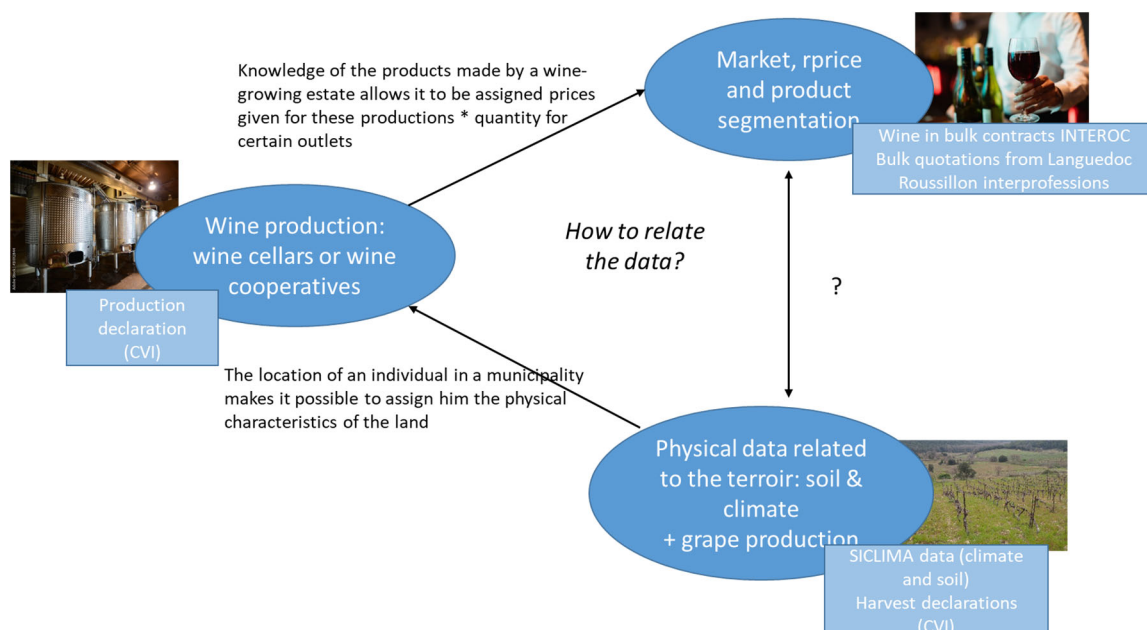 Knowledge of the products made by a wine-
growing estate allows it to be assigned prices
given for these productions * quantity for
certain outlets
Market, rprice
and product
segmentation
Wine in bulk contracts INTEROC
Bulk quotations from Languedoc
Roussillon interprofessions
Wine production:
wine cellars or wine
cooperatives
Production
declaration
(CVI)
How to relate
the data?
?
The location of an individual in a municipality
makes it possible to assign him the physical
characteristics of the land
Physical data related
to the terroir: soil &
climate
+ grape production
SICLIMA data (climate
and soil)
Harvest declarations
(CVI)